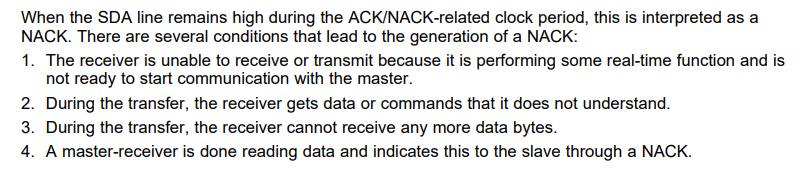 When the SDA line remains high during the ACK/NACK-related clock period, this is interpreted as a
NACK. There are several conditions that lead to the generation of a NACK:
1. The receiver is unable to receive or transmit because it is performing some real-time function and is
not ready to start communication with the master.
2. During the transfer, the receiver gets data or commands that it does not understand.
3. During the transfer, the receiver cannot receive any more data bytes.
4. A master-receiver is done reading data and indicates this to the slave through a NACK.